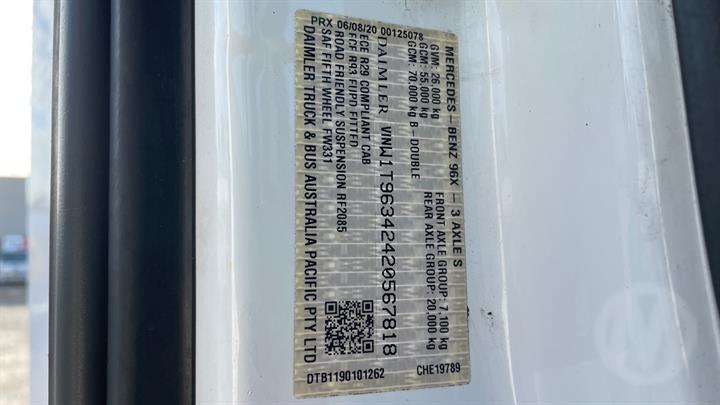 MERCEDES - BENZ 96X - 3 AXLE S
GVM: 26,000 kg FRONT AXLE GROUP: 7,100 kg
GCM: 55,000 kg REAR AXLE GROUP: 20,000 kg
GCM: 70,000 kg B - DOUBLE
DAIMLER VINW1T96342420567818
ECE R29 COMPLIANT CAB
ECF R93 FUPD FITTED
ROAD FRIENDLY SUSPENSION RF2085
SAF FIFTH WHEEL FW331
DAIMLER TRUCK & BUS AUSTRALIA PACIFIC PTY LTD
PRX 06/08/20 00125078
DTB1190101262 CHE19789
M